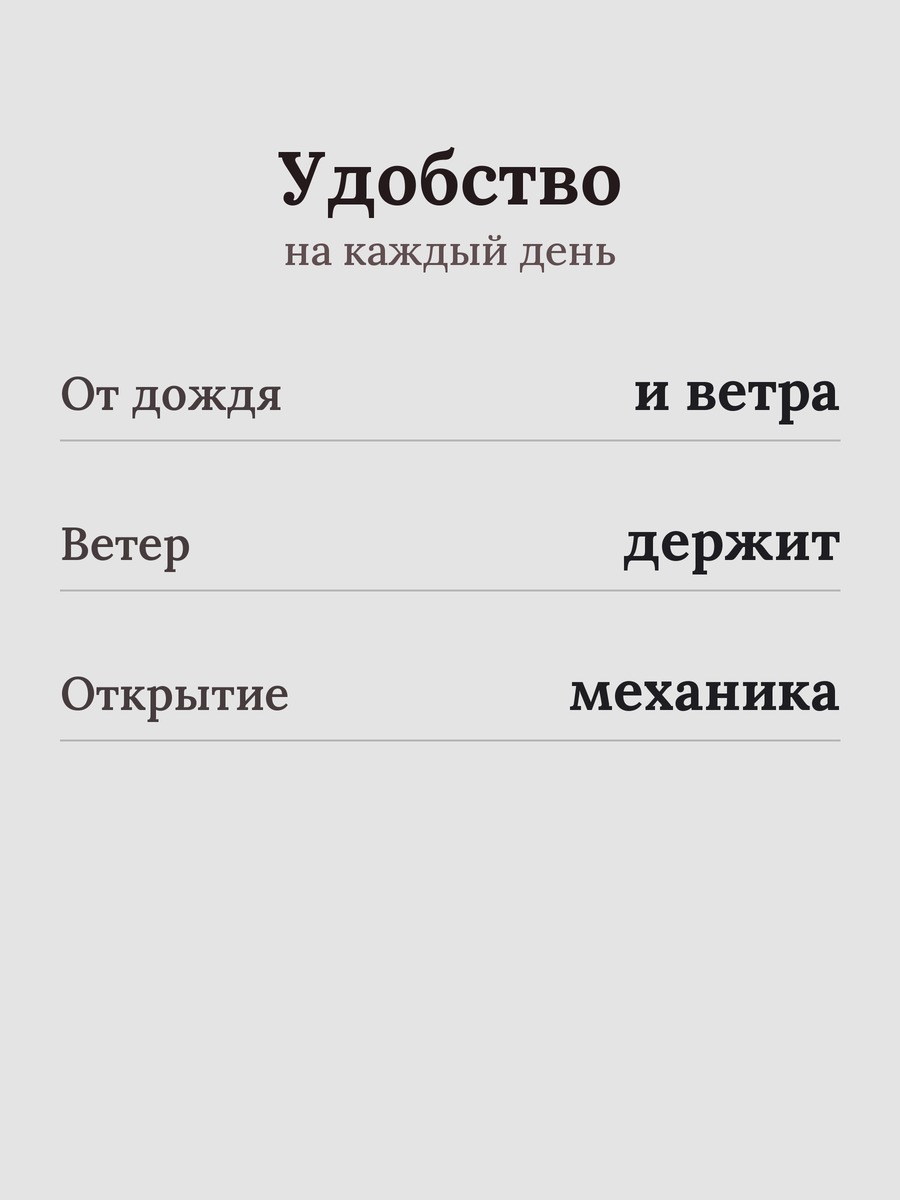 Удобство
на каждый день
От дождя и ветра
Ветер держит
Открытие механика